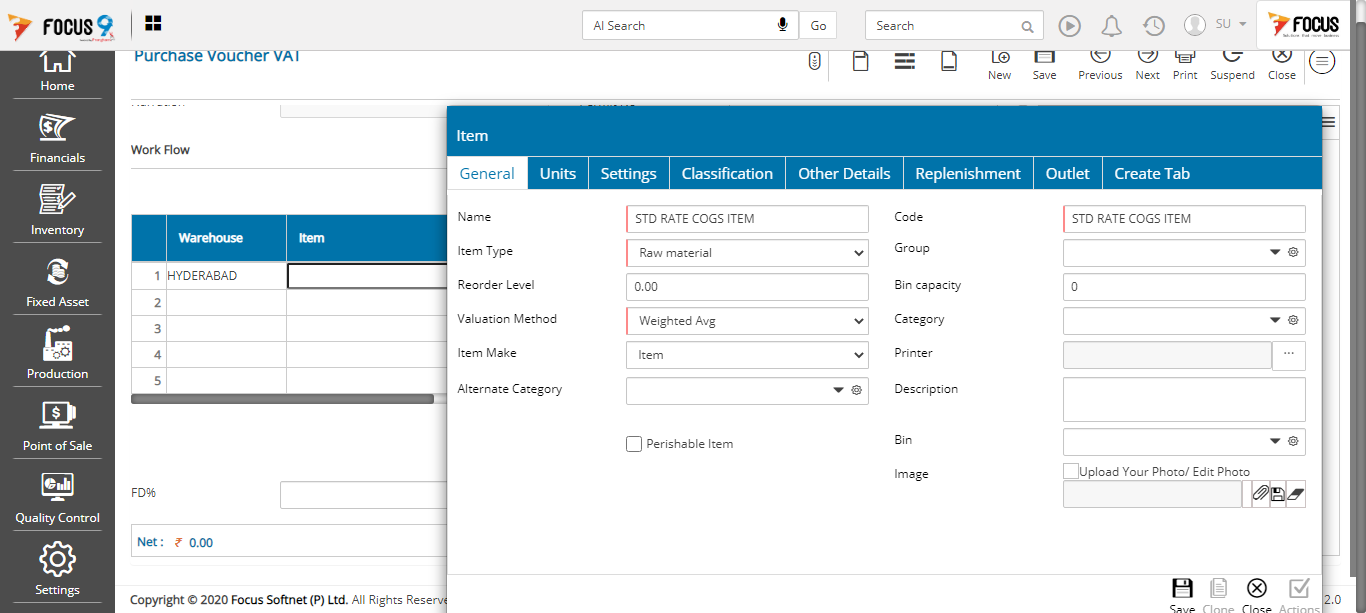 FOCUS 9
AI Search
Go
Search
SU
FOCUS
Purchase Voucher VAT
New
Save
Previous
Next
Print
Suspend
Close
Home
Financials
Inventory
Fixed Asset
Production
Point of Sale
Quality Control
Settings
Work Flow
Warehouse
Item
1 HYDERABAD
2
3
4
5
FD%
Net : ₹ 0.00
Item
General
Units
Settings
Classification
Other Details
Replenishment
Outlet
Create Tab
Name STD RATE COGS ITEM
Code STD RATE COGS ITEM
Item Type Raw material
Group
Reorder Level 0.00
Bin capacity 0
Valuation Method Weighted Avg
Category
Item Make Item
Printer ...
Alternate Category
Description
Perishable Item
Bin
Image Upload Your Photo/ Edit Photo
Save
Clone
Close
Actions
Copyright © 2020 Focus Softnet (P) Ltd. All Rights Reserve
2.0